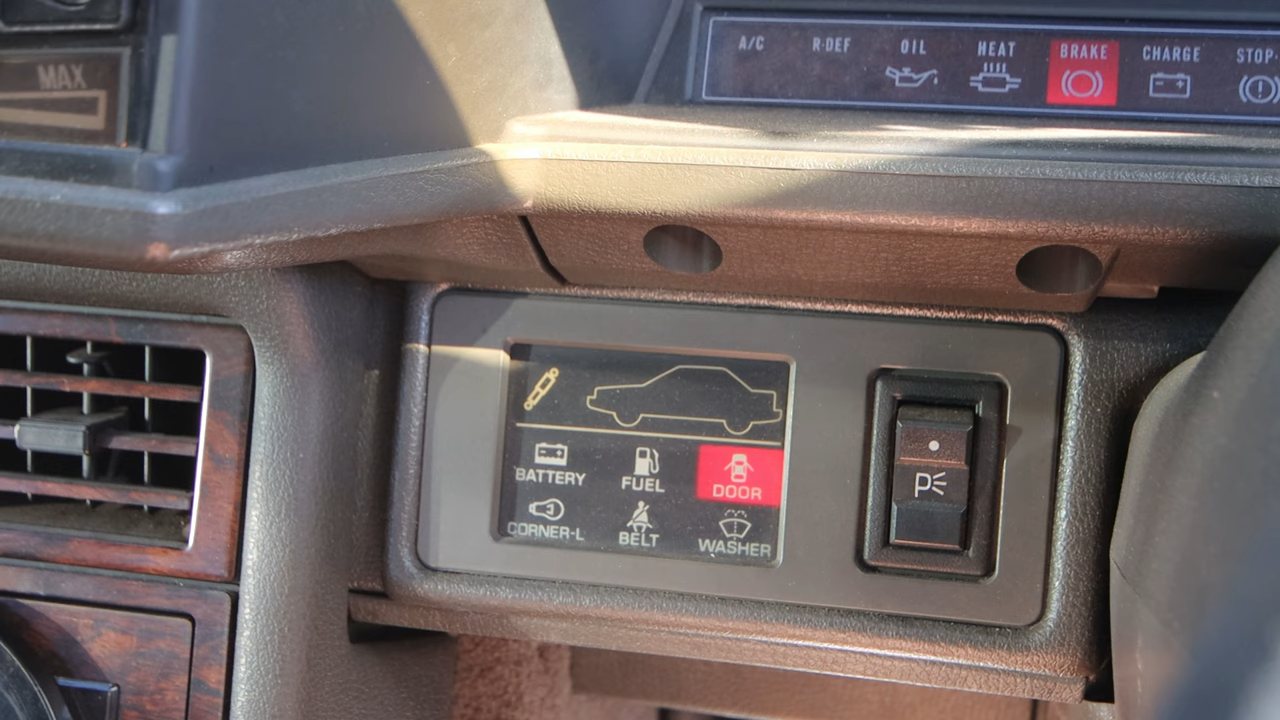 MAX
A/C R-DEF OIL HEAT BRAKE CHARGE STOP
BATTERY FUEL DOOR
CORNER-L BELT WASHER
P